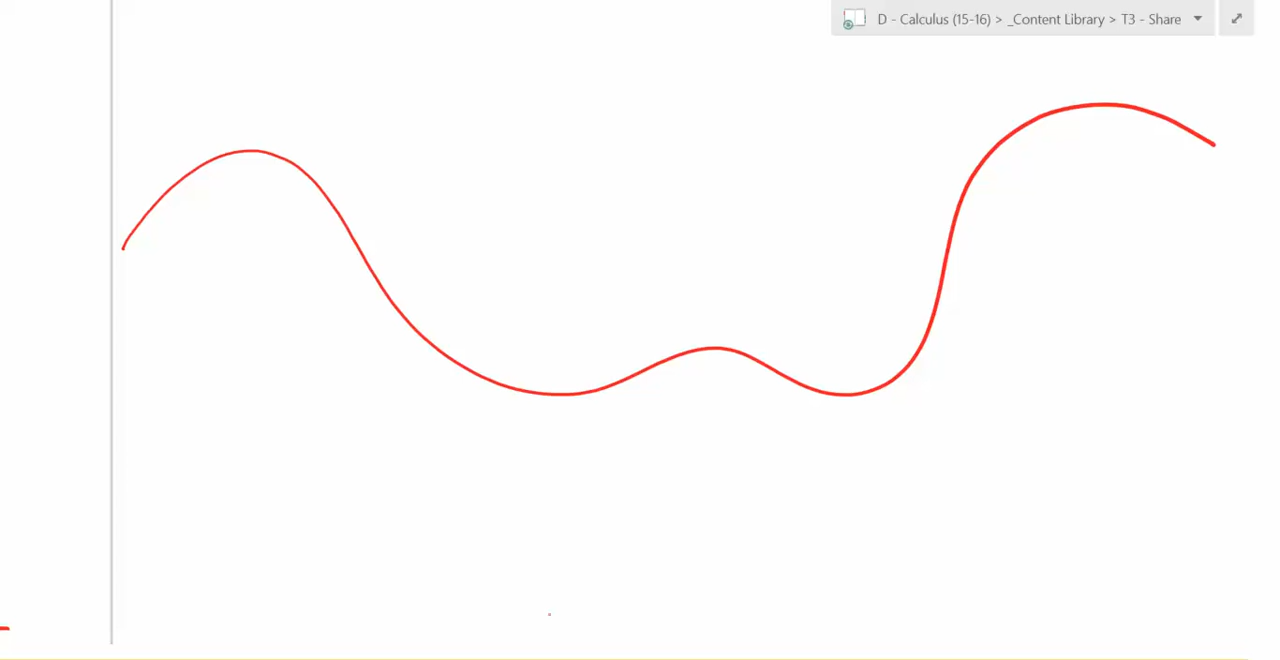 D - Calculus (15-16) > _Content Library > T3 - Share